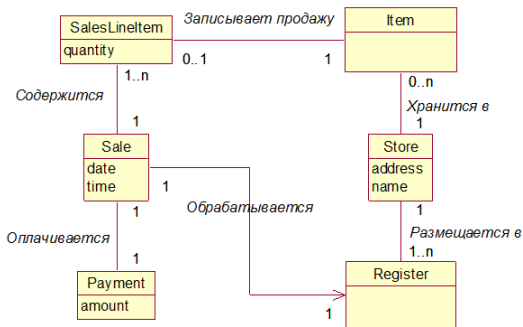 Записывает продажу
SalesLineItem
quantity
Item
0..1
1
1..n
0..n
Содержится
Хранится в
1
1
Sale
date
time
Store
address
name
1
1
1
Обрабатывается
Оплачивается
Размещается в
1
1..n
Payment
amount
Register
1